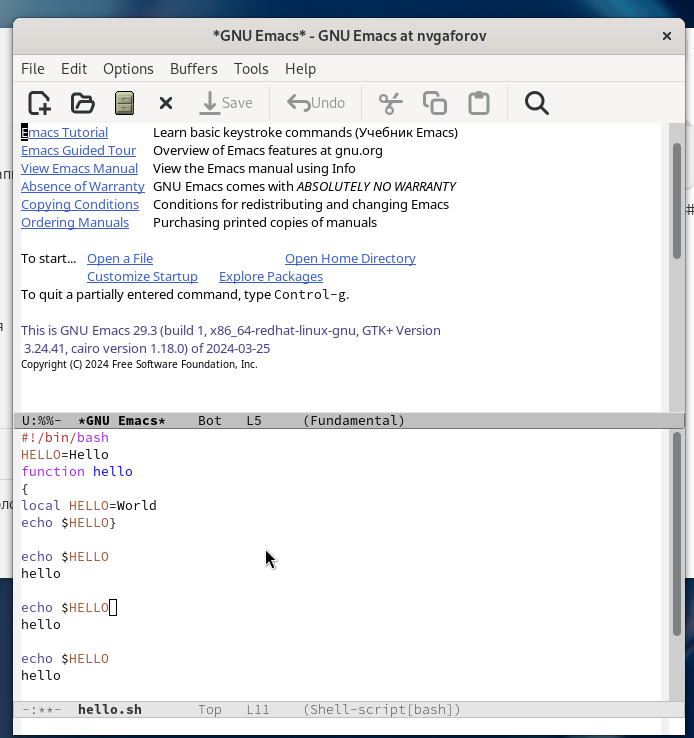 *GNU Emacs* - GNU Emacs at nvgaforov
File Edit Options Buffers Tools Help
Save Undo
Emacs Tutorial Learn basic keystroke commands (Учебник Emacs)
Emacs Guided Tour Overview of Emacs features at gnu.org
View Emacs Manual View the Emacs manual using Info
Absence of Warranty GNU Emacs comes with ABSOLUTELY NO WARRANTY
Copying Conditions Conditions for redistributing and changing Emacs
Ordering Manuals Purchasing printed copies of manuals
To start... Open a File Open Home Directory
Customize Startup Explore Packages
To quit a partially entered command, type Control-g.
This is GNU Emacs 29.3 (build 1, x86_64-redhat-linux-gnu, GTK+ Version
3.24.41, cairo version 1.18.0) of 2024-03-25
Copyright (C) 2024 Free Software Foundation, Inc.
U:%%- *GNU Emacs* Bot L5 (Fundamental)
#!/bin/bash
HELLO=Hello
function hello
{
local HELLO=World
echo $HELLO}
echo $HELLO
hello
echo $HELLO
hello
echo $HELLO
hello
-:**- hello.sh Top L11 (Shell-script[bash])